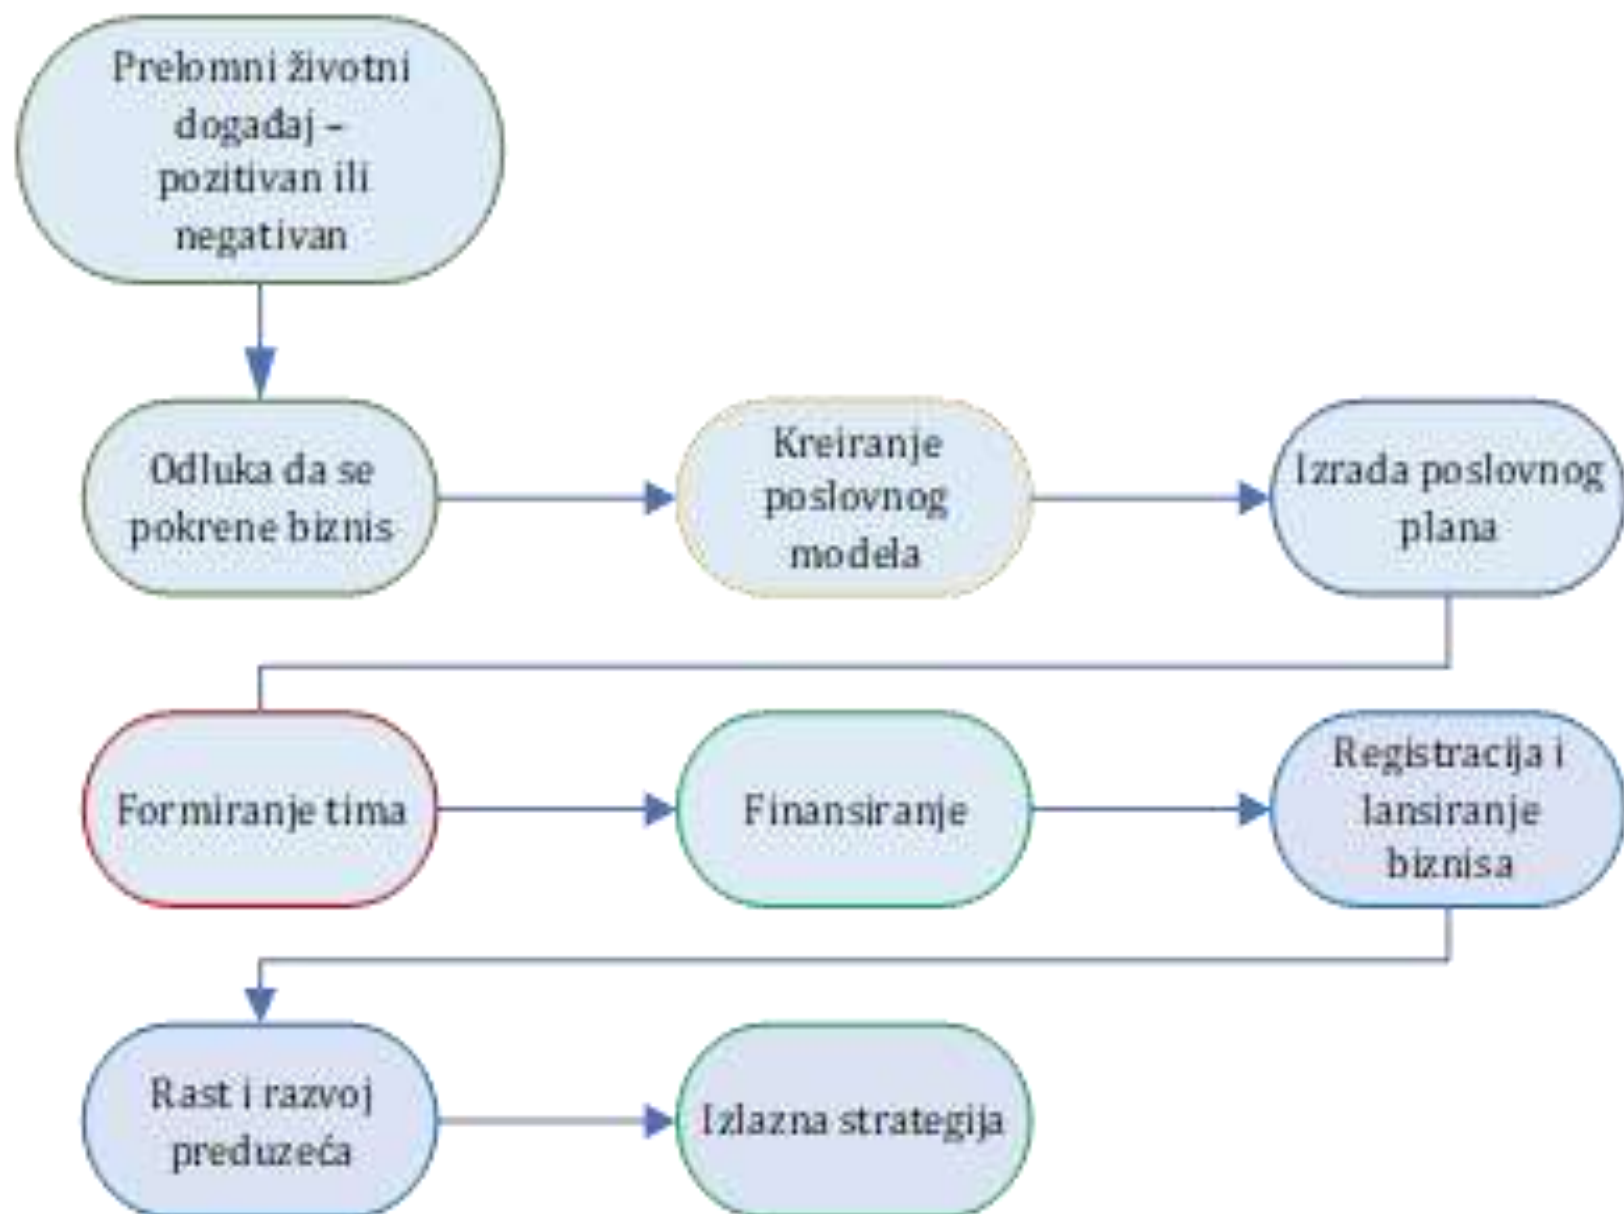 Prelomni životni
događaj –
pozitivan ili
negativan
Odluka da se
pokrene biznis
Kreiranje
poslovnog
modela
Izrada poslovnog
plana
Formiranje tima
Finansiranje
Registracija i
lansiranje
biznisa
Rast i razvoj
preduzeća
Izlazna strategija